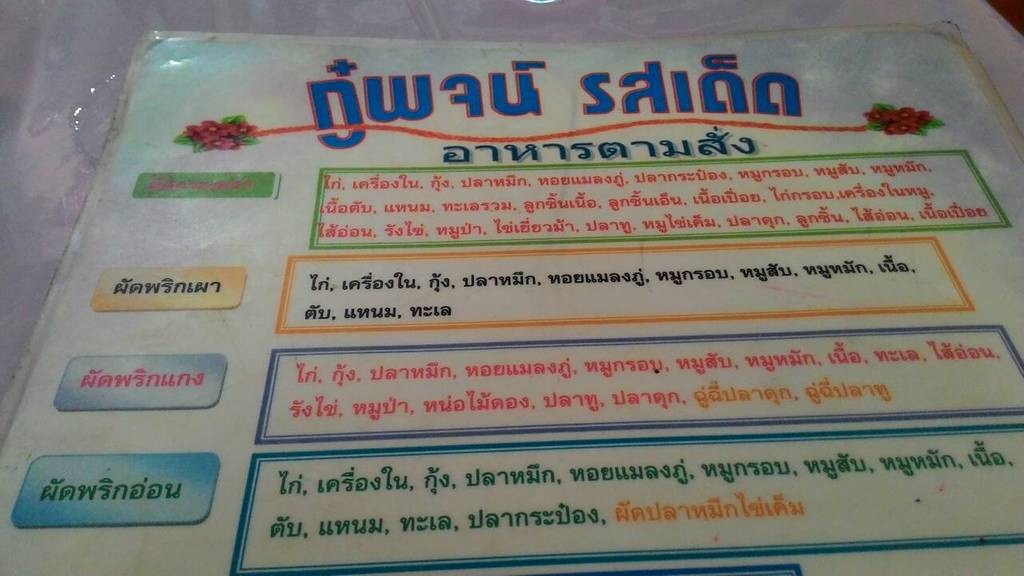 กู๋พจน์ รสเด็ด
อาหารตามสั่ง
ไก่, เครื่องใน, กุ้ง, ปลาหมึก, หอยแมลงภู่, ปลากระป๋อง, หมูกรอบ, หมูสับ, หมูหมัก,
เนื้อตับ, แหนม, ทะเลรวม, ลูกชิ้นเนื้อ, ลูกชิ้นเอ็น, เนื้อเปื่อย, ไก่กรอบ,เครื่องในหมู,
ไส้อ่อน, รังไข่, หมูป่า, ไข่เยี่ยวม้า, ปลาทู, หมูไข่เค็ม, ปลาดุก, ลูกชิ้น, ไส้อ่อน, เนื้อเปื่อย
ผัดพริกเผา
ไก่, เครื่องใน, กุ้ง, ปลาหมึก, หอยแมลงภู่, หมูกรอบ, หมูสับ, หมูหมัก, เนื้อ,
ตับ, แหนม, ทะเล
ผัดพริกแกง
ไก่, กุ้ง, ปลาหมึก, หอยแมลงภู่, หมูกรอบ, หมูสับ, หมูหมัก, เนื้อ, ทะเล, ไส้อ่อน,
รังไข่, หมูป่า, หน่อไม้ดอง, ปลาทู, ปลาดุก, ฉู่ฉี่ปลาดุก, ฉู่ฉี่ปลาทู
ผัดพริกอ่อน
ไก่, เครื่องใน, กุ้ง, ปลาหมึก, หอยแมลงภู่, หมูกรอบ, หมูสับ, หมูหมัก, เนื้อ,
ตับ, แหนม, ทะเล, ปลากระป๋อง, ผัดปลาหมึกไข่เค็ม